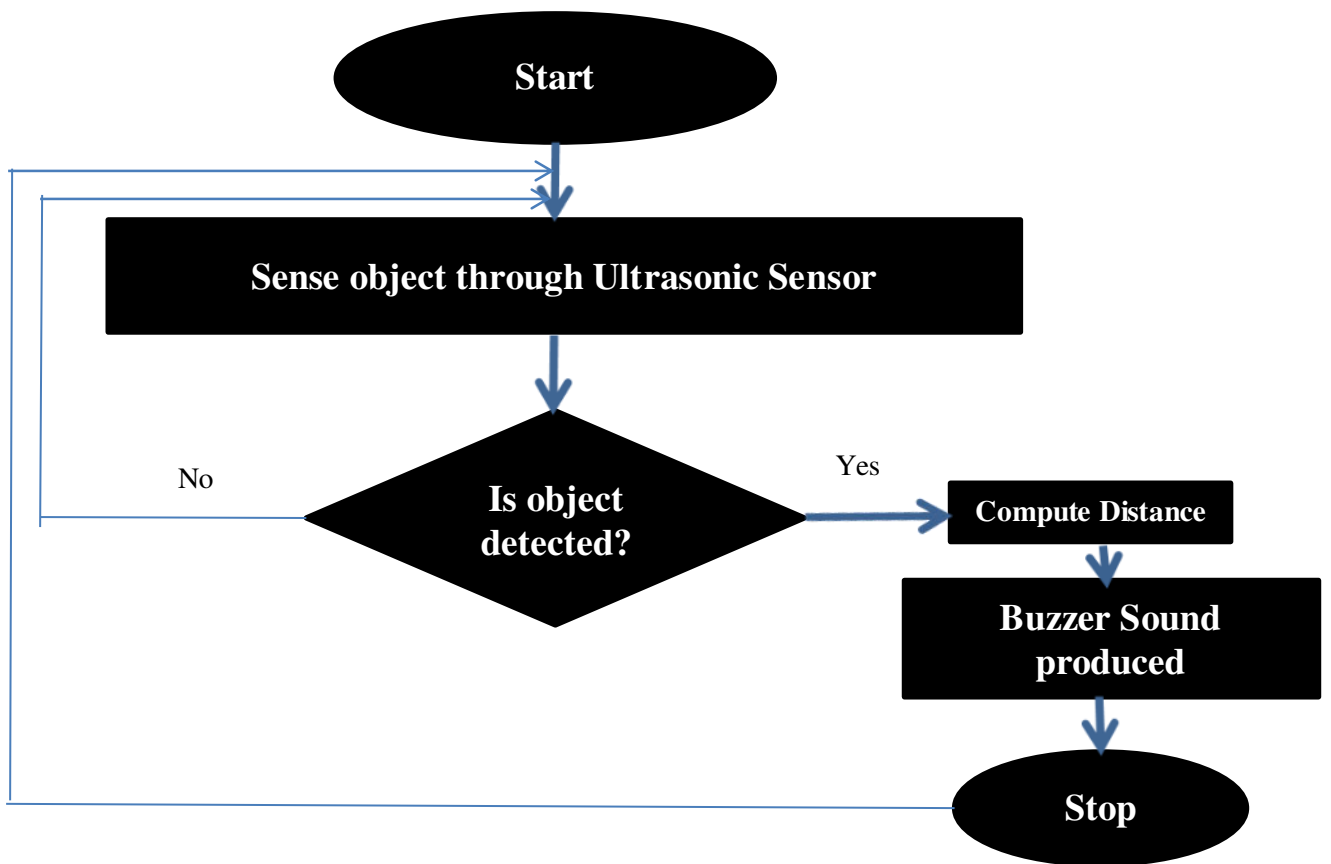 Start
Sense object through Ultrasonic Sensor
No
Yes
Is object
detected?
Compute Distance
Buzzer Sound
produced
Stop